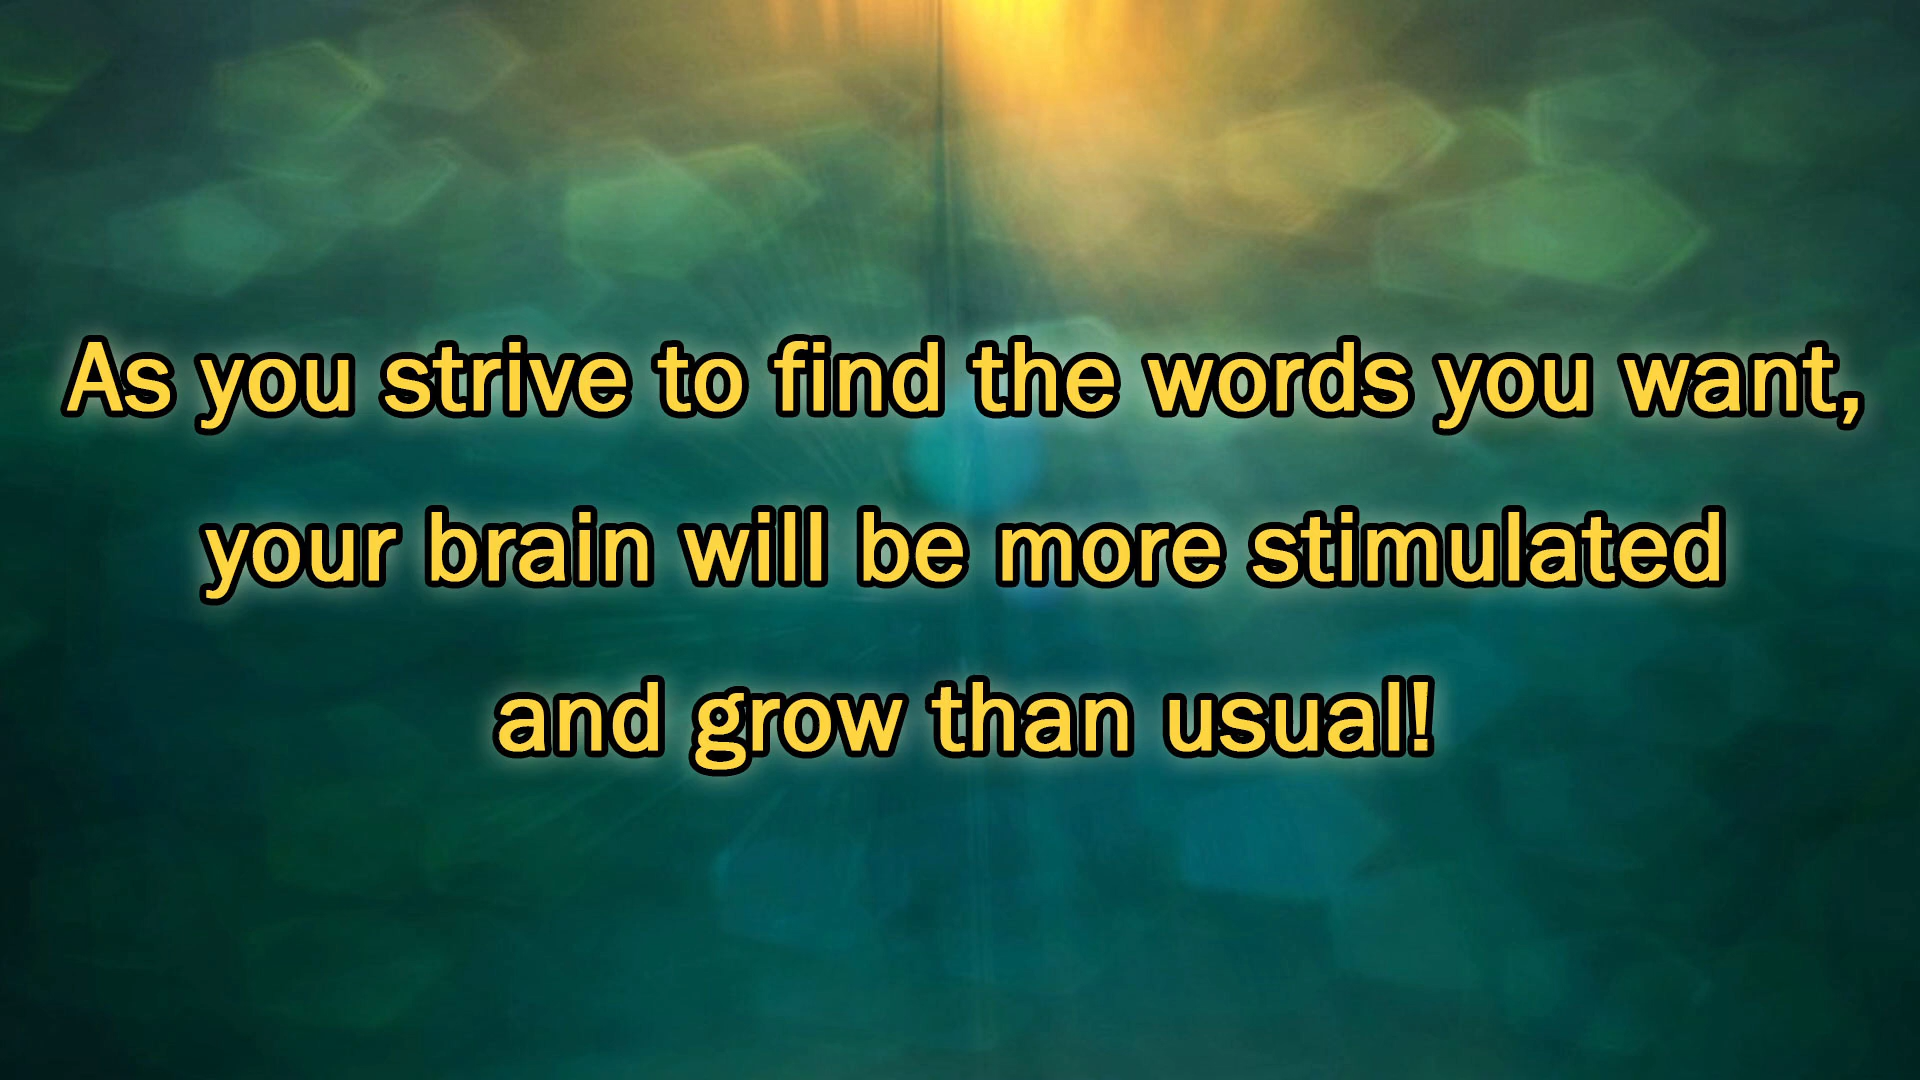 As you strive to find the words you want,
your brain will be more stimulated
and grow than usual!